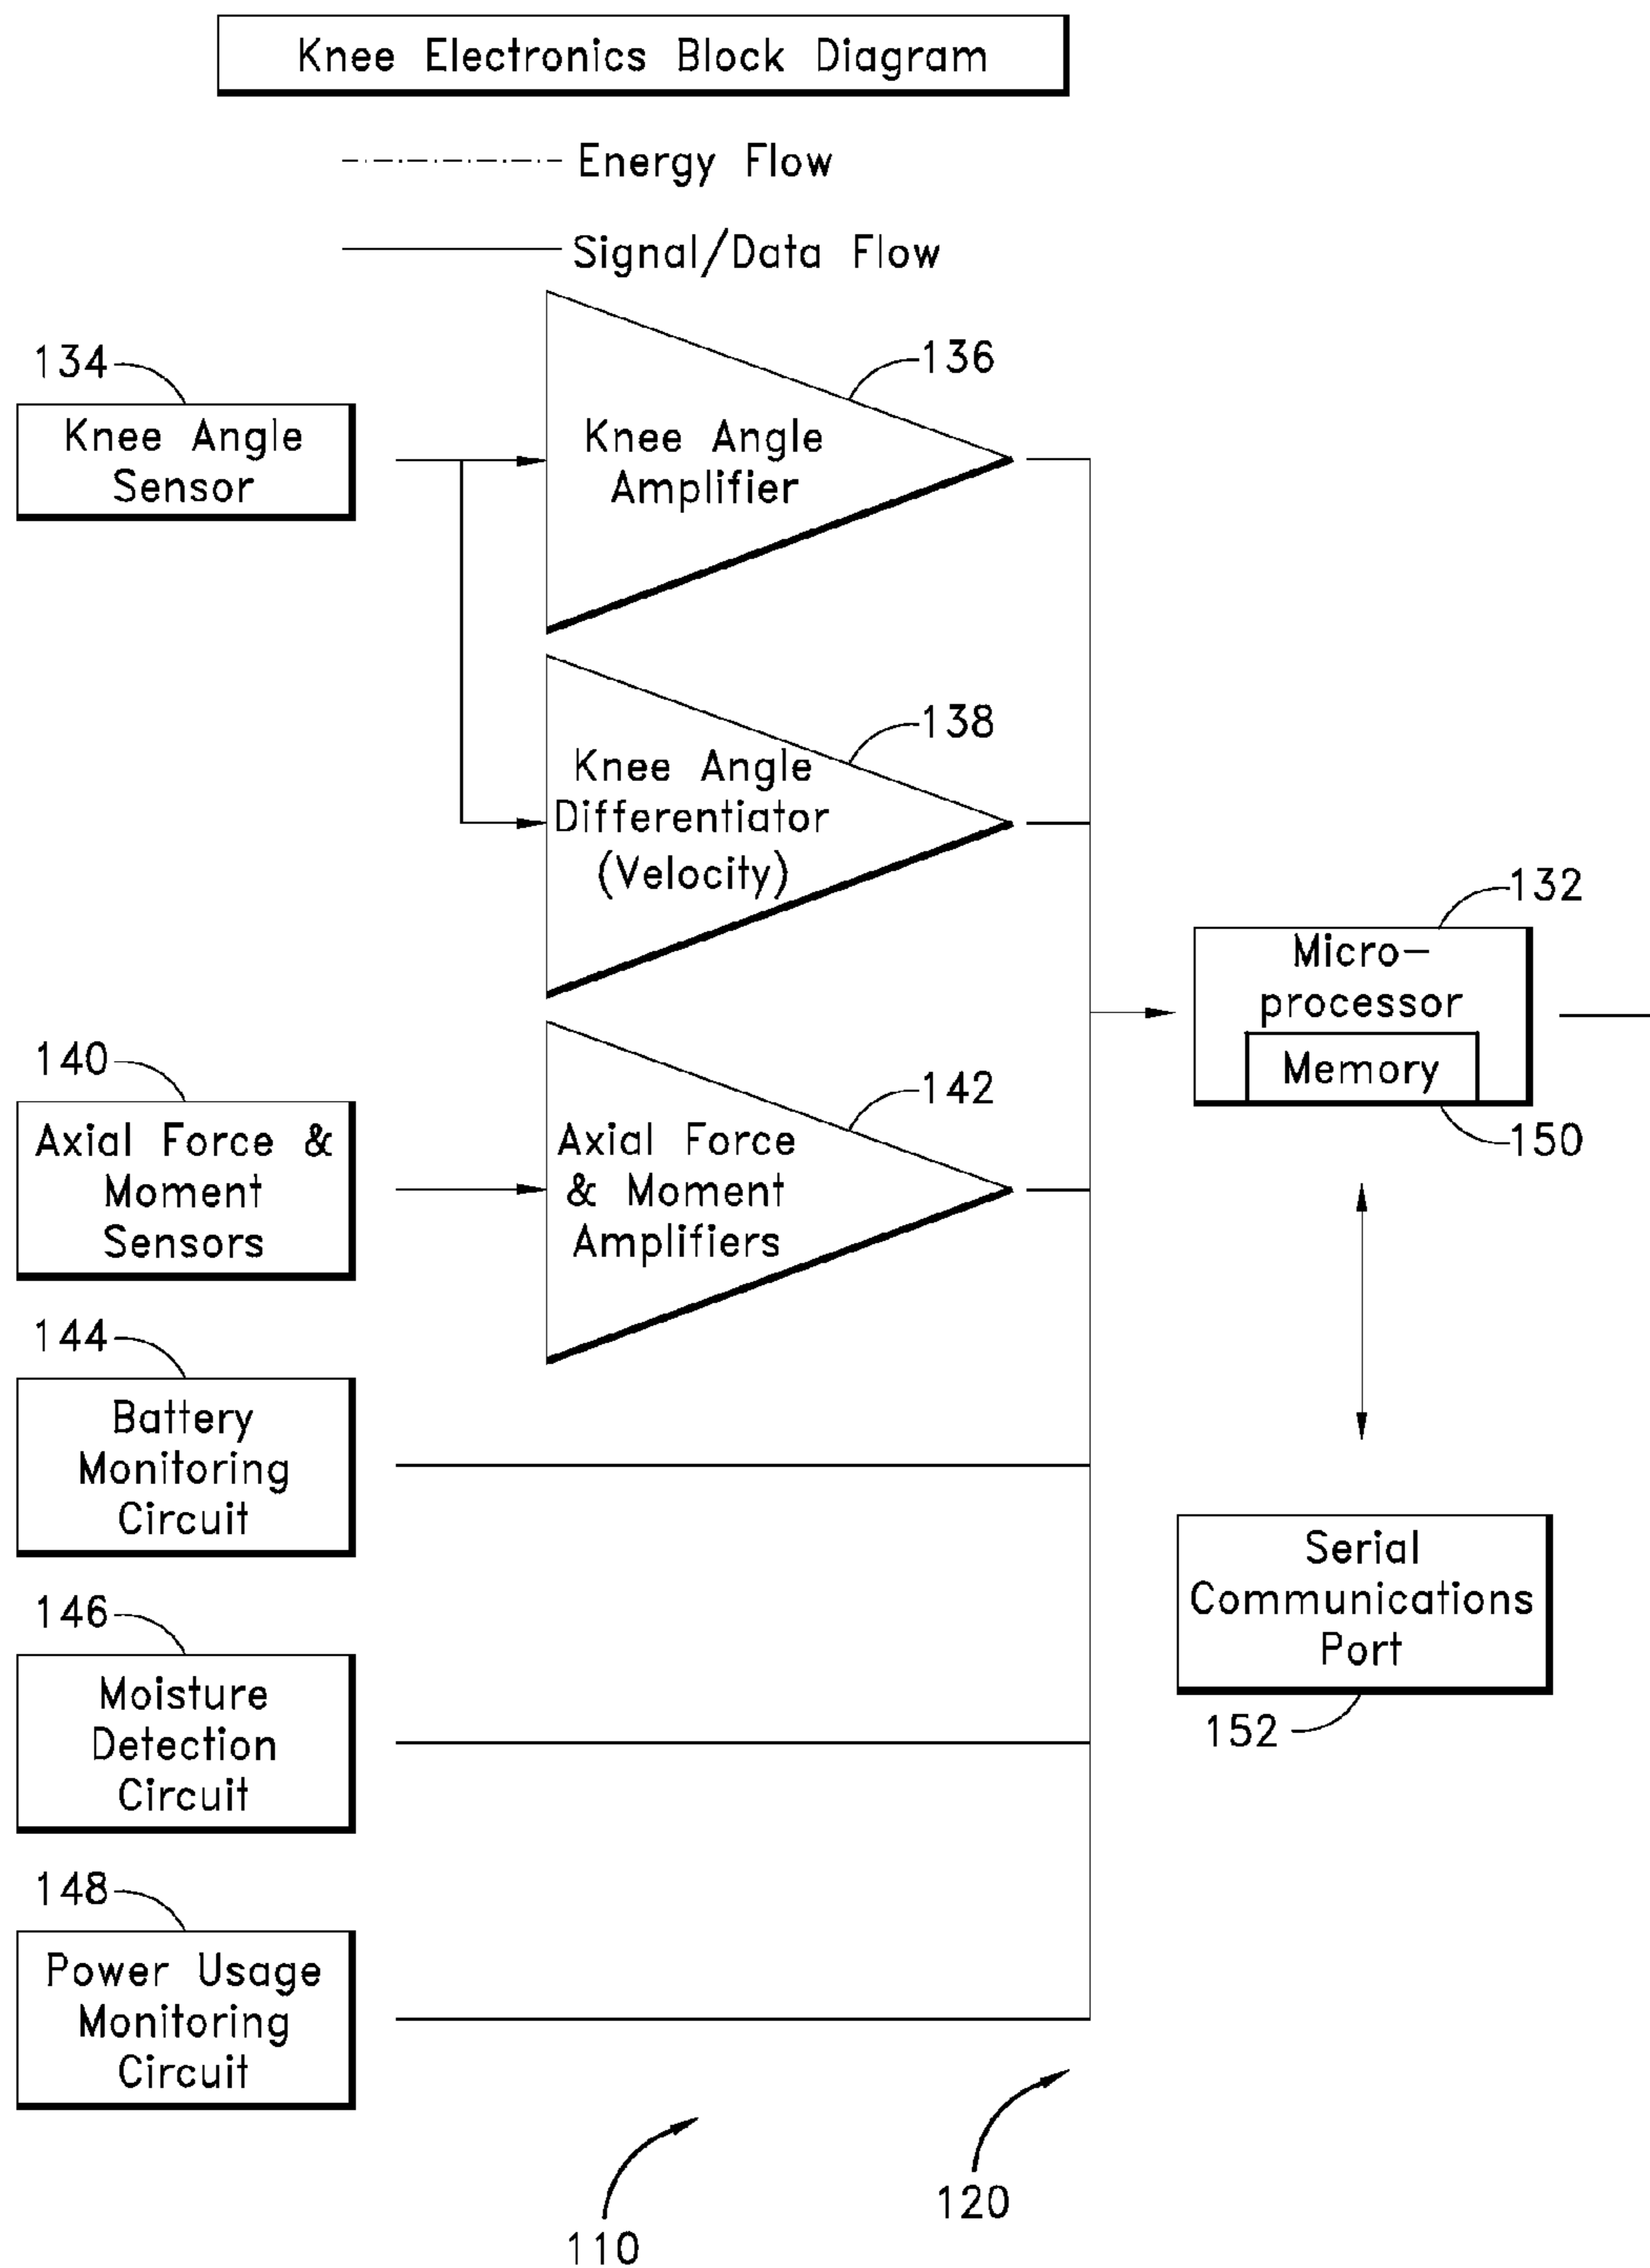 Knee Electronics Block Diagram
Energy Flow
Signal/Data Flow
134
Knee Angle
Sensor
136
Knee Angle
Amplifier
138
Knee Angle
Differentiator
(Velocity)
132
Micro-
processor
Memory
150
140
Axial Force &
Moment
Sensors
142
Axial Force
& Moment
Amplifiers
144
Battery
Monitoring
Circuit
Serial
Communications
Port
152
146
Moisture
Detection
Circuit
148
Power Usage
Monitoring
Circuit
110
120